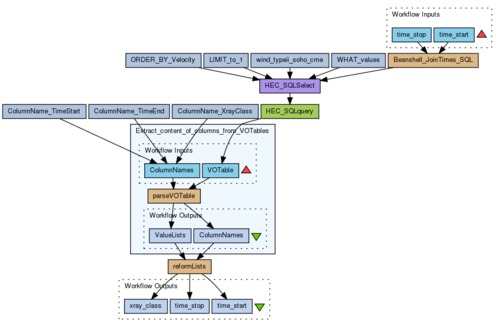 Workflow Inputs
time_stop time_start
ORDER_BY_Velocity LIMIT_to_1 wind_typeii_soho_cme WHAT_values Beanshell_JoinTimes_SQL
HEC_SQLSelect
ColumnName_TimeStart ColumnName_TimeEnd ColumnName_XrayClass HEC_SQLquery
Extract_content_of_columns_from_VOTables
Workflow Inputs
ColumnNames VOTable
parseVOTable
Workflow Outputs
ValueLists ColumnNames
reformLists
Workflow Outputs
xray_class time_stop time_start